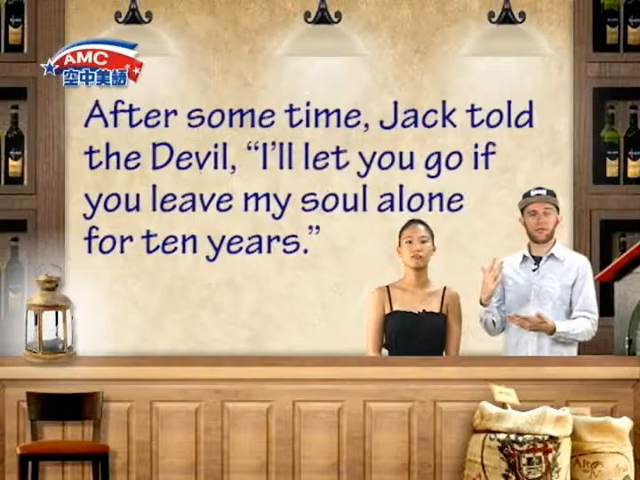 AMC
空中美語
After some time, Jack told
the Devil, "I'll let you go if
you leave my soul alone
for ten years."